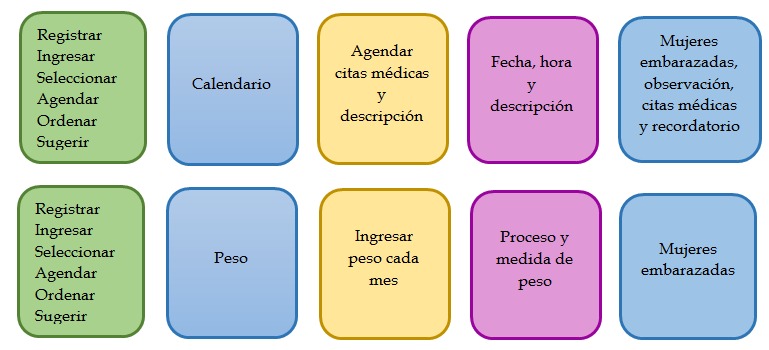 Registrar
Ingresar
Seleccionar
Agendar
Ordenar
Sugerir
Calendario
Agendar
citas médicas
y
descripción
Fecha, hora
y
descripción
Mujeres
embarazadas,
observación,
citas médicas
y recordatorio
Registrar
Ingresar
Seleccionar
Agendar
Ordenar
Sugerir
Peso
Ingresar
peso cada
mes
Proceso y
medida de
peso
Mujeres
embarazadas